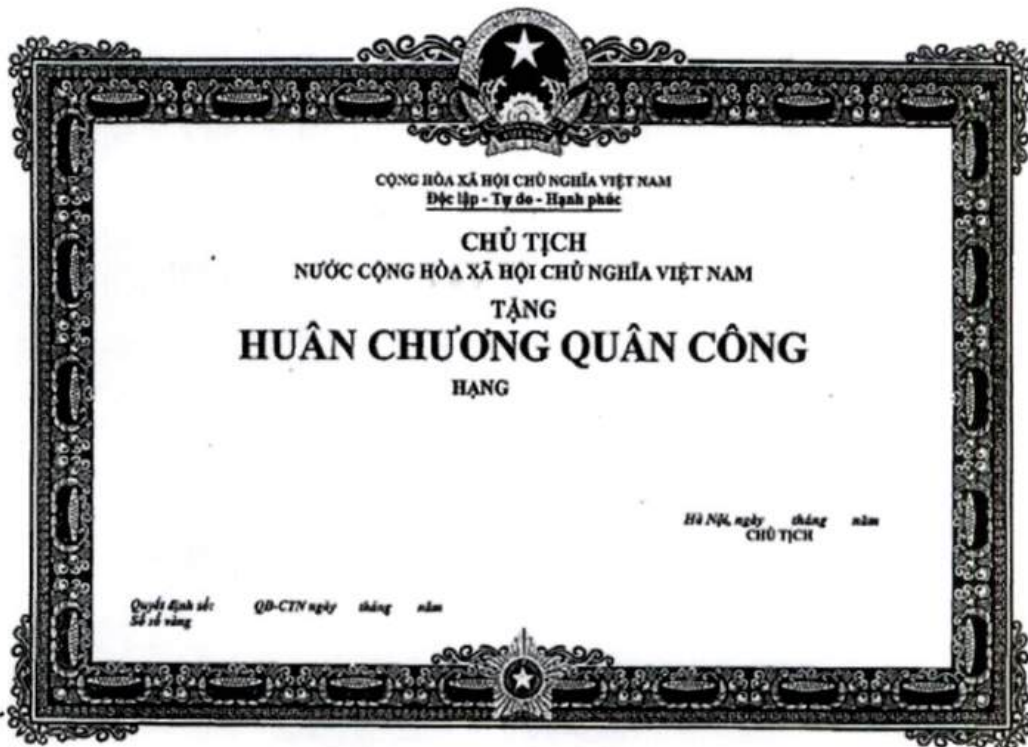 CỘNG HÒA XÃ HỘI CHỦ NGHĨA VIỆT NAM
Độc lập - Tự do - Hạnh phúc
CHỦ TỊCH
NƯỚC CỘNG HÒA XÃ HỘI CHỦ NGHĨA VIỆT NAM
TẶNG
HUÂN CHƯƠNG QUÂN CÔNG
HẠNG
Hà Nội, ngày tháng năm
CHỦ TỊCH
Quyết định số: QĐ-CTN ngày tháng năm
Số sổ vàng